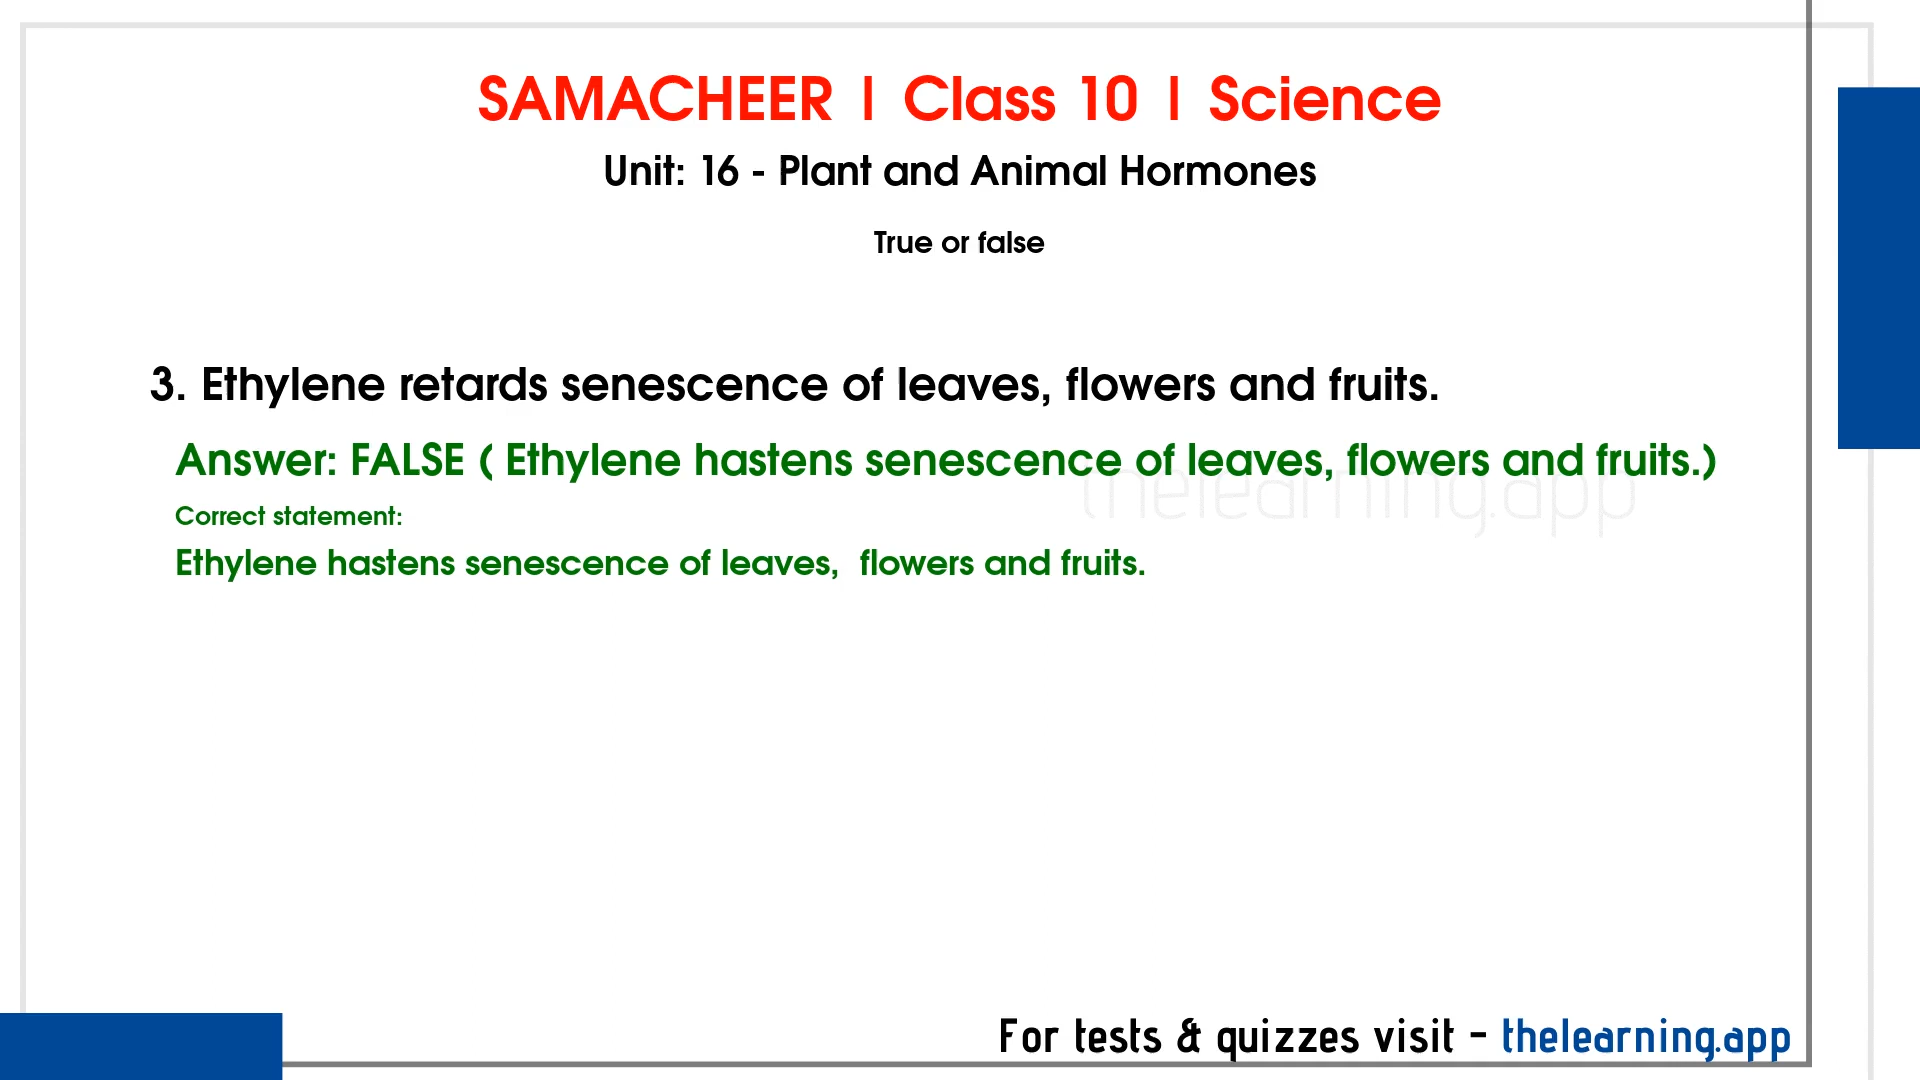 SAMACHEER | Class 10 | Science
Unit: 16 - Plant and Animal Hormones
True or false
3. Ethylene retards senescence of leaves, flowers and fruits.
Answer: FALSE ( Ethylene hastens senescence of leaves, flowers and fruits.)
thelearning.app
Correct statement:
Ethylene hastens senescence of leaves,  flowers and fruits.
For tests & quizzes visit - thelearning.app